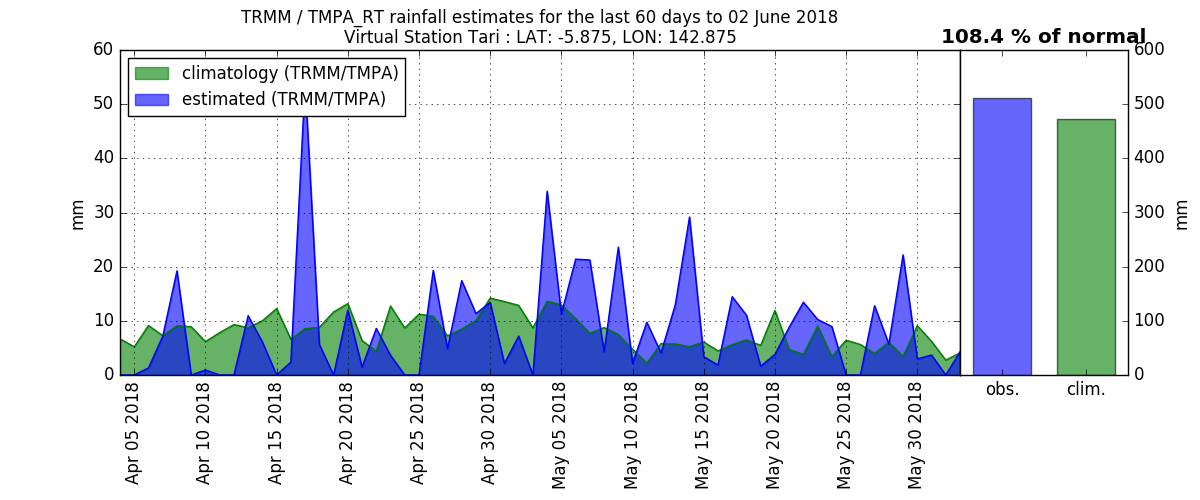 TRMM / TMPA_RT rainfall estimates for the last 60 days to 02 June 2018
Virtual Station Tari : LAT: -5.875, LON: 142.875
108.4 % of normal
climatology (TRMM/TMPA)
estimated (TRMM/TMPA)
60
50
40
30
20
10
0
mm
Apr 05 2018
Apr 10 2018
Apr 15 2018
Apr 20 2018
Apr 25 2018
Apr 30 2018
May 05 2018
May 10 2018
May 15 2018
May 20 2018
May 25 2018
May 30 2018
600
500
400
300
200
100
0
mm
obs.
clim.